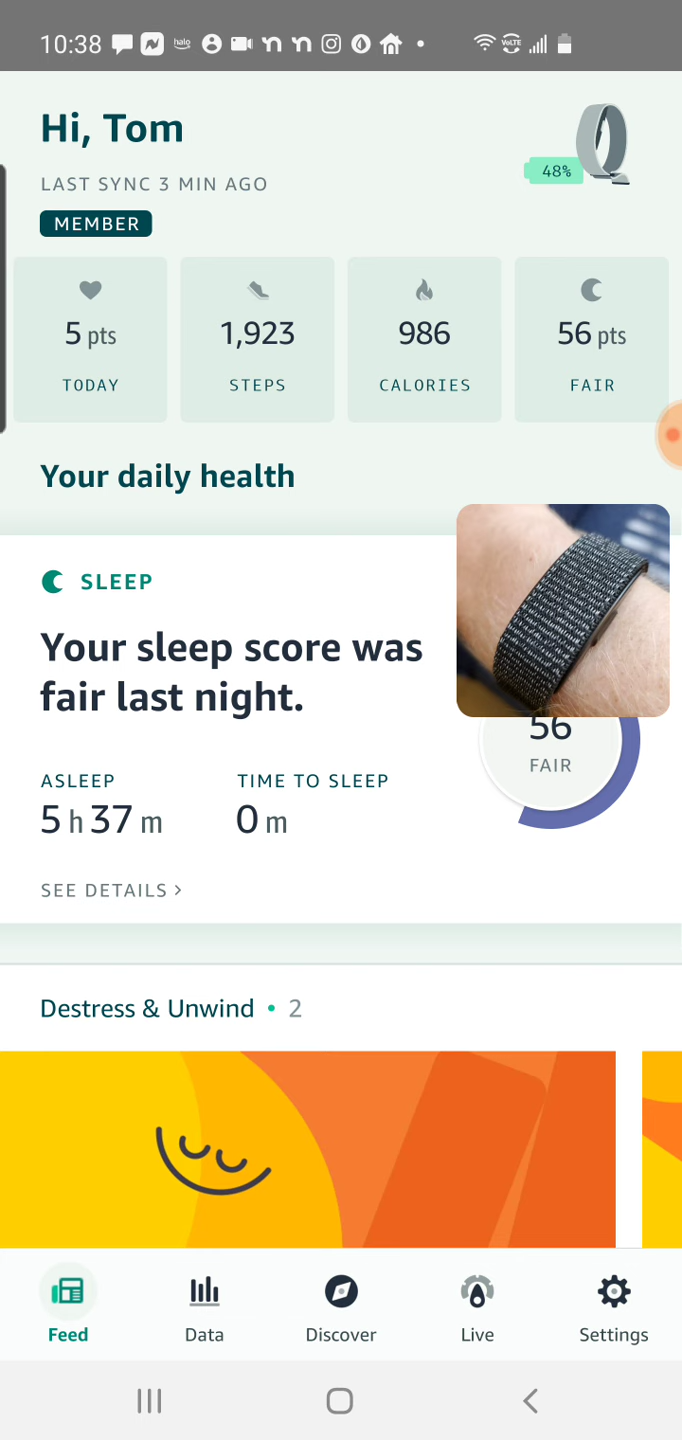 10:38 halo VoLTE
Hi, Tom
48%
LAST SYNC 3 MIN AGO
MEMBER
5 pts 1,923 986 56 pts
TODAY STEPS CALORIES FAIR
Your daily health
SLEEP
Your sleep score was
fair last night.
56
FAIR
ASLEEP TIME TO SLEEP
5 h 37 m 0 m
SEE DETAILS >
Destress & Unwind • 2
Feed Data Discover Live Settings